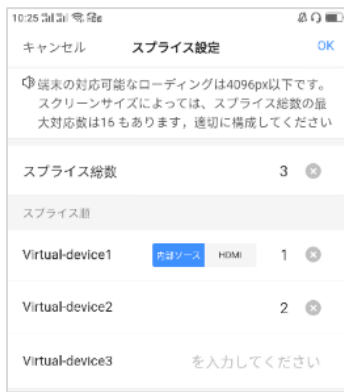 10:25
キャンセル スプライス設定 OK
端末の対応可能なローディングは4096px以下です。
スクリーンサイズによっては、スプライス総数の最
大対応数は16 もあります，適切に構成してください
スプライス総数 3
スプライス順
Virtual-device1 内部ソース HDMI 1
Virtual-device2 2
Virtual-device3 を入力してください